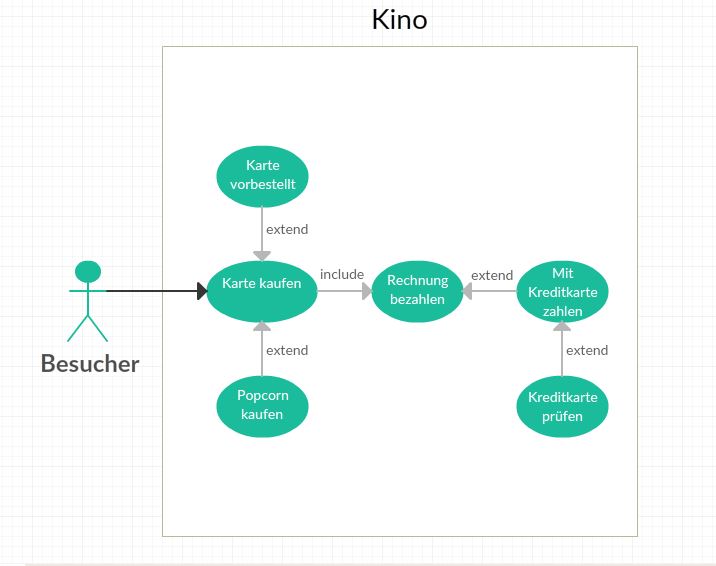 Kino
Karte
vorbestellt
extend
Karte kaufen
include
Rechnung
bezahlen
extend
Mit
Kreditkarte
zahlen
Besucher
extend
extend
Popcorn
kaufen
Kreditkarte
prüfen